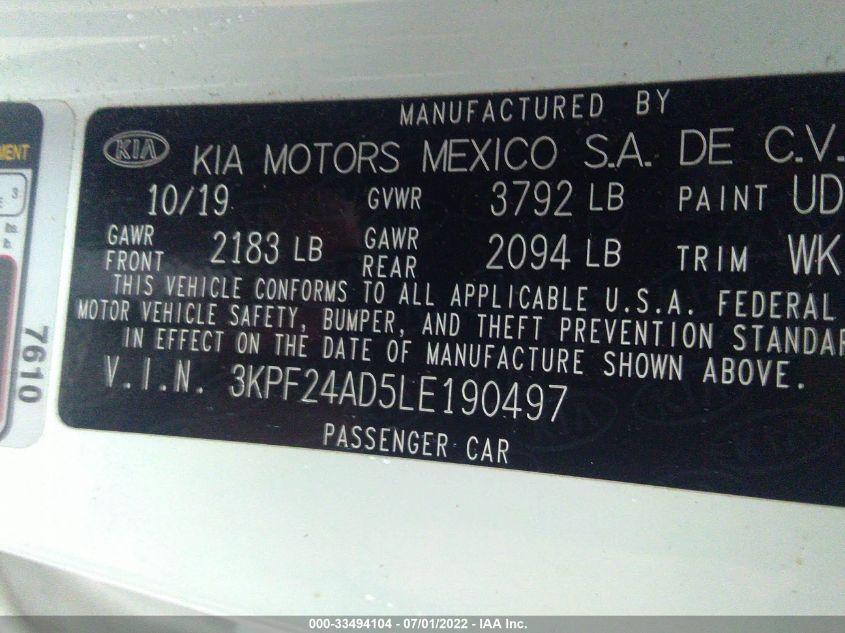 MANUFACTURED BY
KIA KIA MOTORS MEXICO S.A. DE C.V.
10/19 GVWR 3792 LB PAINT UD
GAWR FRONT 2183 LB GAWR REAR 2094 LB TRIM WK
THIS VEHICLE CONFORMS TO ALL APPLICABLE U.S.A. FEDERAL
MOTOR VEHICLE SAFETY, BUMPER, AND THEFT PREVENTION STANDAR
IN EFFECT ON THE DATE OF MANUFACTURE SHOWN ABOVE.
V.I.N. 3KPF24AD5LE190497
PASSENGER CAR
MENT
3
7610
000-33494104 - 07/01/2022 - IAA Inc.